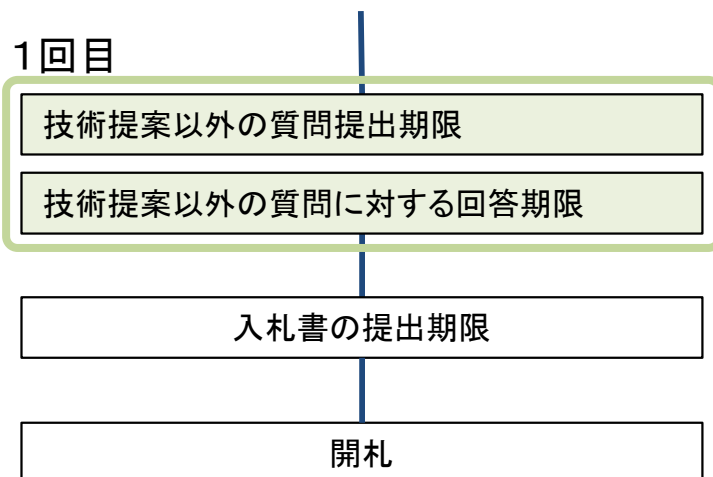 1回目
技術提案以外の質問提出期限
技術提案以外の質問に対する回答期限
入札書の提出期限
開札